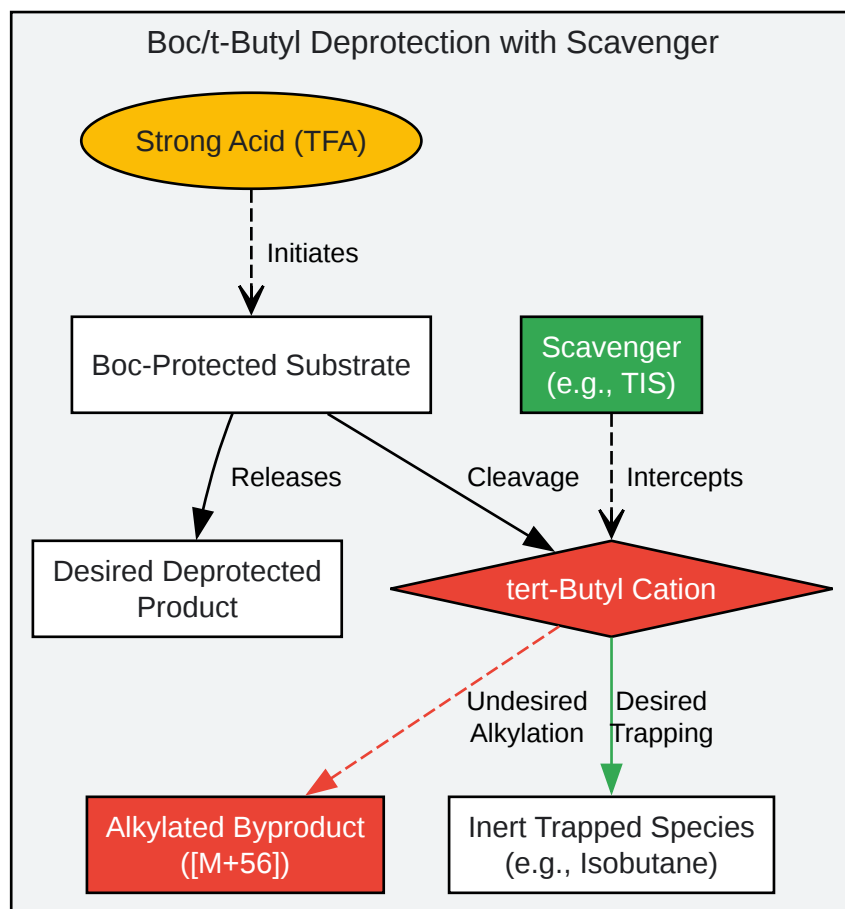 Boc/t-Butyl Deprotection with Scavenger
Strong Acid (TFA)
Initiates
Boc-Protected Substrate
Scavenger
(e.g., TIS)
Releases
Cleavage
Intercepts
Desired Deprotected
Product
tert-Butyl Cation
Undesired
Alkylation
Desired
Trapping
Alkylated Byproduct
([M+56])
Inert Trapped Species
(e.g., Isobutane)